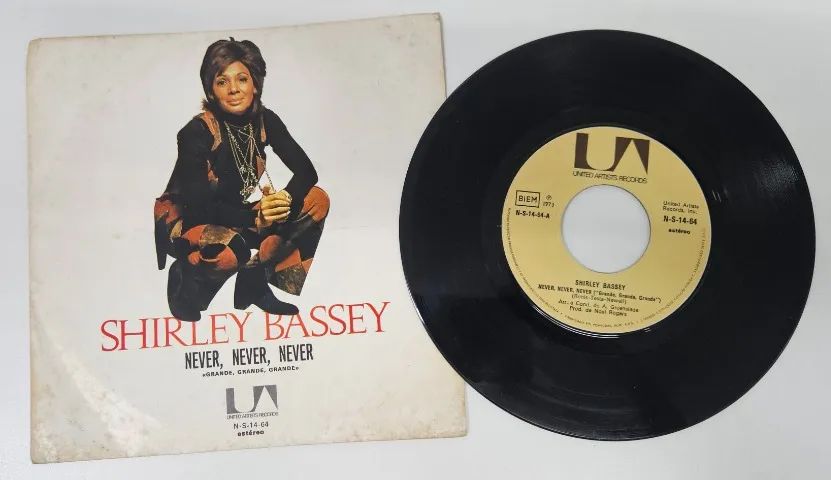 SHIRLEY BASSEY
NEVER, NEVER, NEVER
«GRANDE, GRANDE, GRANDE»
UNITED ARTISTS RECORDS
N-S-14-64
estéreo
UNITED ARTISTS RECORDS
BIEM
℗
1973
N-S-14-64-A
United Artists
Records, Inc.
N-S-14-64
estéreo
SHIRLEY BASSEY
NEVER, NEVER, NEVER ("Grande, Grande, Grande")
Prod. de Noel Rogers